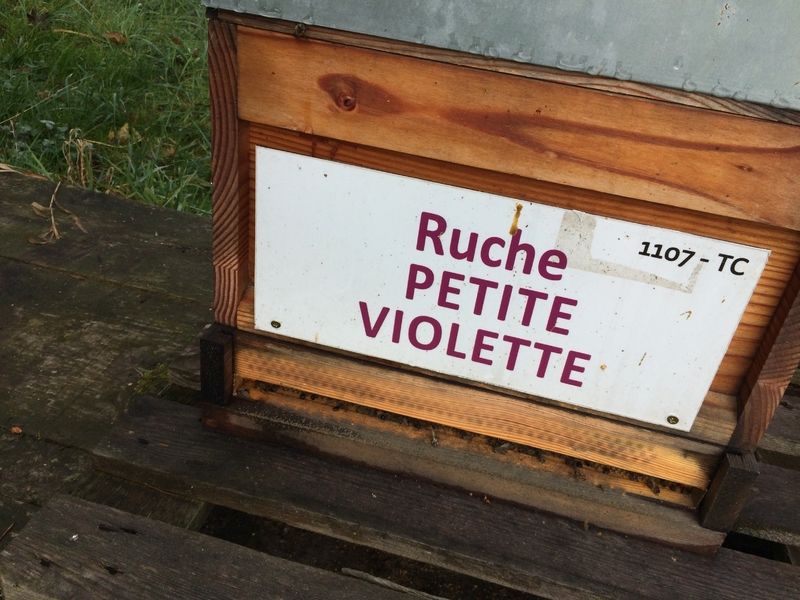 1107 - TC
Ruche
PETITE
VIOLETTE